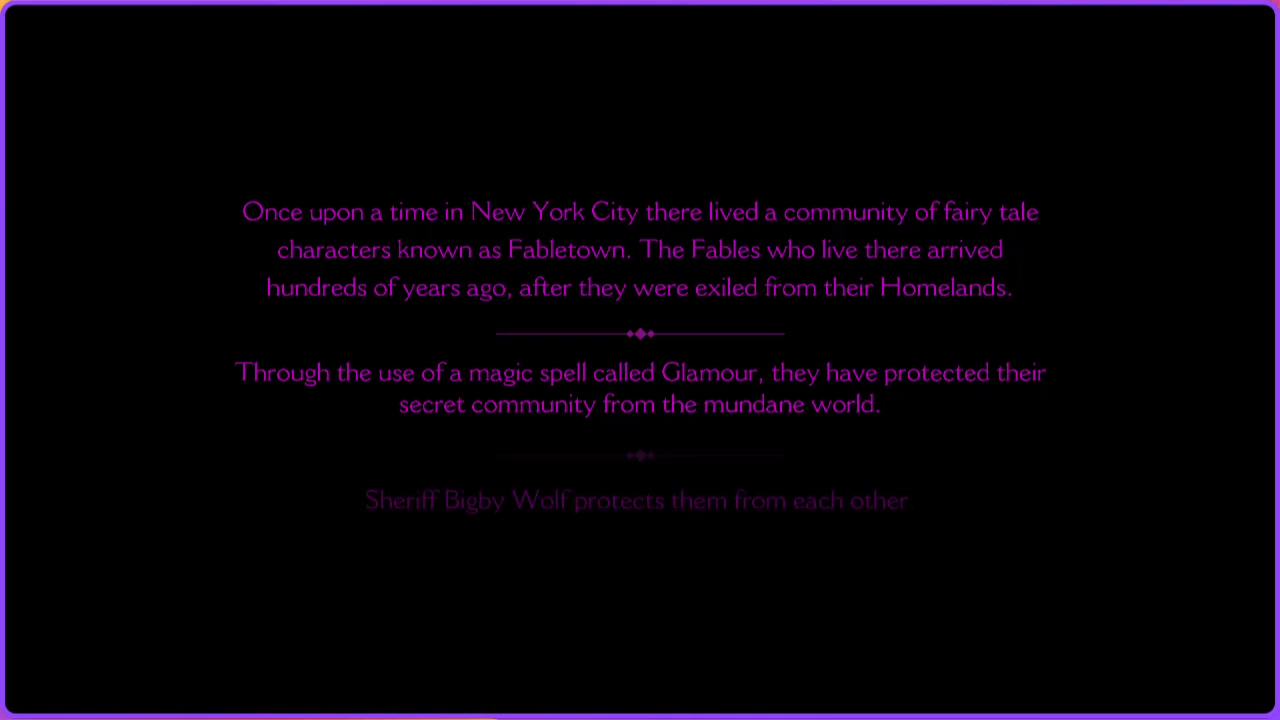 Once upon a time in New York City there lived a community of fairy tale
characters known as Fabletown. The Fables who live there arrived
hundreds of years ago, after they were exiled from their Homelands.
Through the use of a magic spell called Glamour, they have protected their
secret community from the mundane world.
Sheriff Bigby Wolf protects them from each other